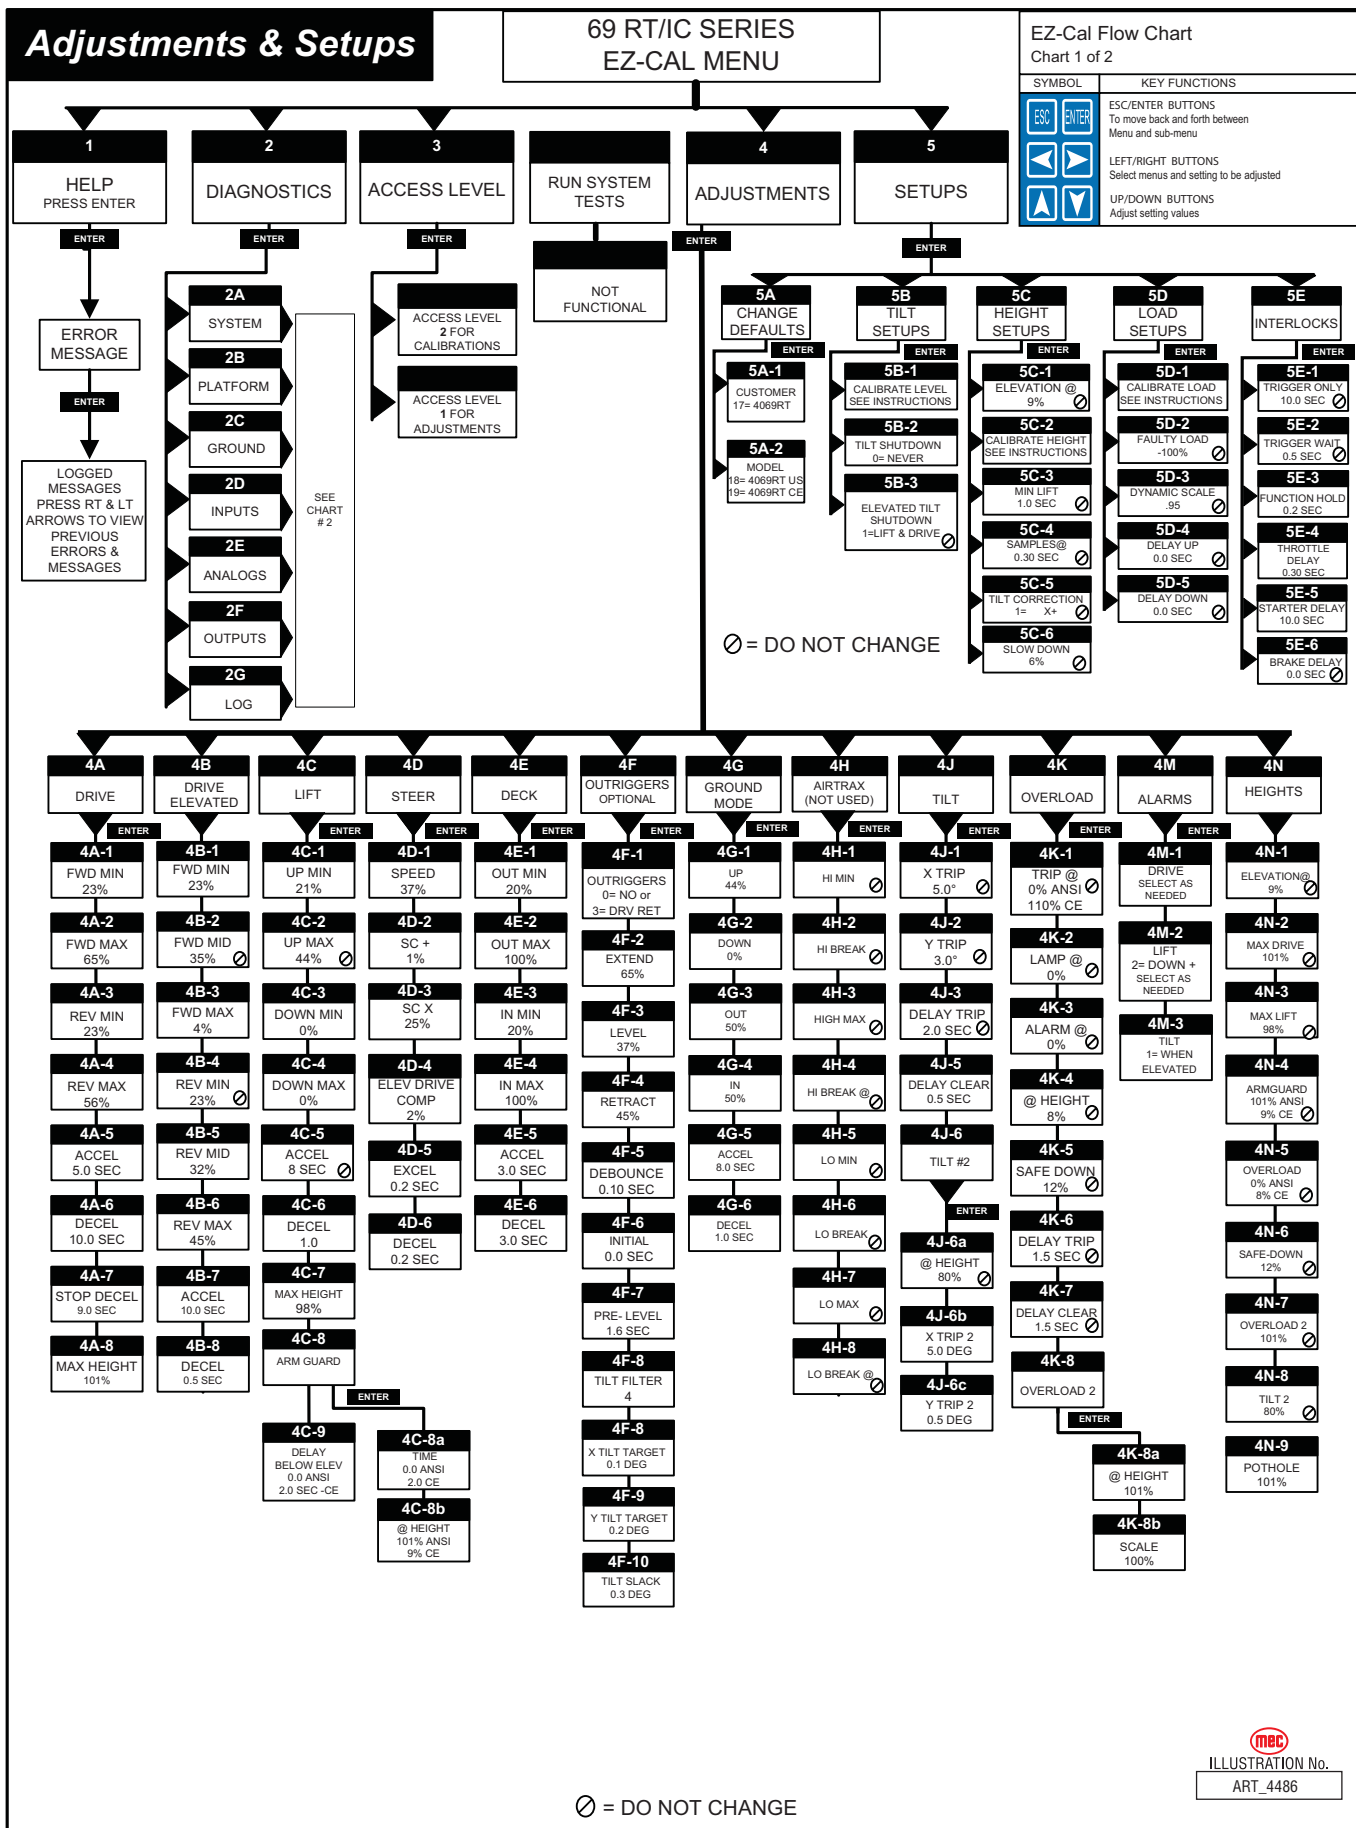 Adjustments & Setups
69 RT/IC SERIES
EZ-CAL MENU
EZ-Cal Flow Chart
Chart 1 of 2
SYMBOL
KEY FUNCTIONS
ESC
ENTER
ESC/ENTER BUTTONS
To move back and forth between
Menu and sub-menu
LEFT/RIGHT BUTTONS
Select menus and setting to be adjusted
UP/DOWN BUTTONS
Adjust setting values
1
HELP
PRESS ENTER
ENTER
ERROR
MESSAGE
ENTER
LOGGED
MESSAGES
PRESS RT & LT
ARROWS TO VIEW
PREVIOUS
ERRORS &
MESSAGES
2
DIAGNOSTICS
ENTER
2A
SYSTEM
2B
PLATFORM
2C
GROUND
2D
INPUTS
2E
ANALOGS
2F
OUTPUTS
2G
LOG
SEE
CHART
# 2
3
ACCESS LEVEL
ENTER
ACCESS LEVEL
2 FOR
CALIBRATIONS
ACCESS LEVEL
1 FOR
ADJUSTMENTS
RUN SYSTEM
TESTS
NOT
FUNCTIONAL
4
ADJUSTMENTS
ENTER
5
SETUPS
ENTER
5A
CHANGE
DEFAULTS
ENTER
5A-1
CUSTOMER
17= 4069RT
5A-2
MODEL
18= 4069RT US
19= 4069RT CE
5B
TILT
SETUPS
ENTER
5B-1
CALIBRATE LEVEL
SEE INSTRUCTIONS
5B-2
TILT SHUTDOWN
0= NEVER
5B-3
ELEVATED TILT
SHUTDOWN
1=LIFT & DRIVE
5C
HEIGHT
SETUPS
ENTER
5C-1
ELEVATION @
9%
5C-2
CALIBRATE HEIGHT
SEE INSTRUCTIONS
5C-3
MIN LIFT
1.0 SEC
5C-4
SAMPLES@
0.30 SEC
5C-5
TILT CORRECTION
1= X+
5C-6
SLOW DOWN
6%
5D
LOAD
SETUPS
ENTER
5D-1
CALIBRATE LOAD
SEE INSTRUCTIONS
5D-2
FAULTY LOAD
-100%
5D-3
DYNAMIC SCALE
.95
5D-4
DELAY UP
0.0 SEC
5D-5
DELAY DOWN
0.0 SEC
5E
INTERLOCKS
ENTER
5E-1
TRIGGER ONLY
10.0 SEC
5E-2
TRIGGER WAIT
0.5 SEC
5E-3
FUNCTION HOLD
0.2 SEC
5E-4
THROTTLE
DELAY
0.30 SEC
5E-5
STARTER DELAY
10.0 SEC
5E-6
BRAKE DELAY
0.0 SEC
= DO NOT CHANGE
4A
DRIVE
ENTER
4A-1
FWD MIN
23%
4A-2
FWD MAX
65%
4A-3
REV MIN
23%
4A-4
REV MAX
56%
4A-5
ACCEL
5.0 SEC
4A-6
DECEL
10.0 SEC
4A-7
STOP DECEL
9.0 SEC
4A-8
MAX HEIGHT
101%
4B
DRIVE
ELEVATED
ENTER
4B-1
FWD MIN
23%
4B-2
FWD MID
35%
4B-3
FWD MAX
4%
4B-4
REV MIN
23%
4B-5
REV MID
32%
4B-6
REV MAX
45%
4B-7
ACCEL
10.0 SEC
4B-8
DECEL
0.5 SEC
4C
LIFT
ENTER
4C-1
UP MIN
21%
4C-2
UP MAX
44%
4C-3
DOWN MIN
0%
4C-4
DOWN MAX
0%
4C-5
ACCEL
8 SEC
4C-6
DECEL
1.0
4C-7
MAX HEIGHT
98%
4C-8
ARM GUARD
ENTER
4C-9
DELAY
BELOW ELEV
0.0 ANSI
2.0 SEC -CE
4C-8a
TIME
0.0 ANSI
2.0 CE
4C-8b
@ HEIGHT
101% ANSI
9% CE
4D
STEER
ENTER
4D-1
SPEED
37%
4D-2
SC +
1%
4D-3
SC X
25%
4D-4
ELEV DRIVE
COMP
2%
4D-5
EXCEL
0.2 SEC
4D-6
DECEL
0.2 SEC
4E
DECK
ENTER
4E-1
OUT MIN
20%
4E-2
OUT MAX
100%
4E-3
IN MIN
20%
4E-4
IN MAX
100%
4E-5
ACCEL
3.0 SEC
4E-6
DECEL
3.0 SEC
4F
OUTRIGGERS
OPTIONAL
ENTER
4F-1
OUTRIGGERS
0= NO or
3= DRV RET
4F-2
EXTEND
65%
4F-3
LEVEL
37%
4F-4
RETRACT
45%
4F-5
DEBOUNCE
0.10 SEC
4F-6
INITIAL
0.0 SEC
4F-7
PRE- LEVEL
1.6 SEC
4F-8
TILT FILTER
4
4F-8
X TILT TARGET
0.1 DEG
4F-9
Y TILT TARGET
0.2 DEG
4F-10
TILT SLACK
0.3 DEG
4G
GROUND
MODE
ENTER
4G-1
UP
44%
4G-2
DOWN
0%
4G-3
OUT
50%
4G-4
IN
50%
4G-5
ACCEL
8.0 SEC
4G-6
DECEL
1.0 SEC
4H
AIRTRAX
(NOT USED)
ENTER
4H-1
HI MIN
4H-2
HI BREAK
4H-3
HIGH MAX
4H-4
HI BREAK @
4H-5
LO MIN
4H-6
LO BREAK
4H-7
LO MAX
4H-8
LO BREAK @
4J
TILT
ENTER
4J-1
X TRIP
5.0°
4J-2
Y TRIP
3.0°
4J-3
DELAY TRIP
2.0 SEC
4J-5
DELAY CLEAR
0.5 SEC
4J-6
TILT #2
ENTER
4J-6a
@ HEIGHT
80%
4J-6b
X TRIP 2
5.0 DEG
4J-6c
Y TRIP 2
0.5 DEG
4K
OVERLOAD
ENTER
4K-1
TRIP @
0% ANSI
110% CE
4K-2
LAMP @
0%
4K-3
ALARM @
0%
4K-4
@ HEIGHT
8%
4K-5
SAFE DOWN
12%
4K-6
DELAY TRIP
1.5 SEC
4K-7
DELAY CLEAR
1.5 SEC
4K-8
OVERLOAD 2
ENTER
4K-8a
@ HEIGHT
101%
4K-8b
SCALE
100%
4M
ALARMS
ENTER
4M-1
DRIVE
SELECT AS
NEEDED
4M-2
LIFT
2= DOWN +
SELECT AS
NEEDED
4M-3
TILT
1= WHEN
ELEVATED
4N
HEIGHTS
4N-1
ELEVATION@
9%
4N-2
MAX DRIVE
101%
4N-3
MAX LIFT
98%
4N-4
ARMGUARD
101% ANSI
9% CE
4N-5
OVERLOAD
0% ANSI
8% CE
4N-6
SAFE-DOWN
12%
4N-7
OVERLOAD 2
101%
4N-8
TILT 2
80%
4N-9
POTHOLE
101%
mec
ILLUSTRATION No.
ART_4486
= DO NOT CHANGE